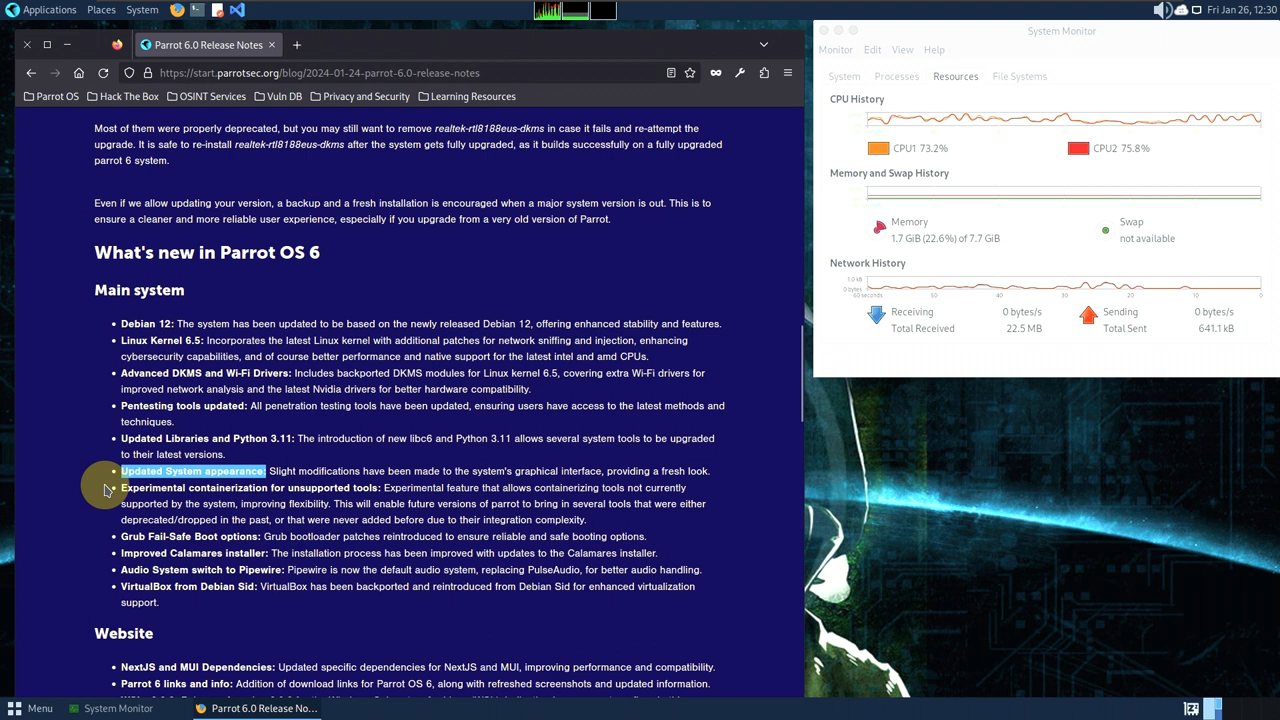 Applications Places System
Fri Jan 26, 12:30
Parrot 6.0 Release Notes
https://start.parrotsec.org/blog/2024-01-24-parrot-6.0-release-notes
Parrot OS Hack The Box OSINT Services Vuln DB Privacy and Security Learning Resources
Most of them were properly deprecated, but you may still want to remove realtek-rtl8188eus-dkms in case it fails and re-attempt the
upgrade. It is safe to re-install realtek-rtl8188eus-dkms after the system gets fully upgraded, as it builds successfully on a fully upgraded
parrot 6 system.
Even if we allow updating your version, a backup and a fresh installation is encouraged when a major system version is out. This is to
ensure a cleaner and more reliable user experience, especially if you upgrade from a very old version of Parrot.
What's new in Parrot OS 6
Main system
• Debian 12: The system has been updated to be based on the newly released Debian 12, offering enhanced stability and features.
• Linux Kernel 6.5: Incorporates the latest Linux kernel with additional patches for network sniffing and injection, enhancing
cybersecurity capabilities, and of course better performance and native support for the latest intel and amd CPUs.
• Advanced DKMS and Wi-Fi Drivers: Includes backported DKMS modules for Linux kernel 6.5, covering extra Wi-Fi drivers for
improved network analysis and the latest Nvidia drivers for better hardware compatibility.
• Pentesting tools updated: All penetration testing tools have been updated, ensuring users have access to the latest methods and
techniques.
• Updated Libraries and Python 3.11: The introduction of new libc6 and Python 3.11 allows several system tools to be upgraded
to their latest versions.
• Updated System appearance: Slight modifications have been made to the system's graphical interface, providing a fresh look.
• Experimental containerization for unsupported tools: Experimental feature that allows containerizing tools not currently
supported by the system, improving flexibility. This will enable future versions of parrot to bring in several tools that were either
deprecated/dropped in the past, or that were never added before due to their integration complexity.
• Grub Fail-Safe Boot options: Grub bootloader patches reintroduced to ensure reliable and safe booting options.
• Improved Calamares installer: The installation process has been improved with updates to the Calamares installer.
• Audio System switch to Pipewire: Pipewire is now the default audio system, replacing PulseAudio, for better audio handling.
• VirtualBox from Debian Sid: VirtualBox has been backported and reintroduced from Debian Sid for enhanced virtualization
support.
Website
• NextJS and MUI Dependencies: Updated specific dependencies for NextJS and MUI, improving performance and compatibility.
• Parrot 6 links and info: Addition of download links for Parrot OS 6, along with refreshed screenshots and updated information.
System Monitor
Monitor Edit View Help
System Processes Resources File Systems
CPU History
CPU1 73.2% CPU2 75.8%
Memory and Swap History
Memory
1.7 GiB (22.6%) of 7.7 GiB
Swap
not available
Network History
1.0 kB
0 bytes
60 seconds 50 40 30 20 10 0
Receiving 0 bytes/s
Total Received 22.5 MB
Sending 0 bytes/s
Total Sent 641.1 kB
Menu System Monitor Parrot 6.0 Release No...